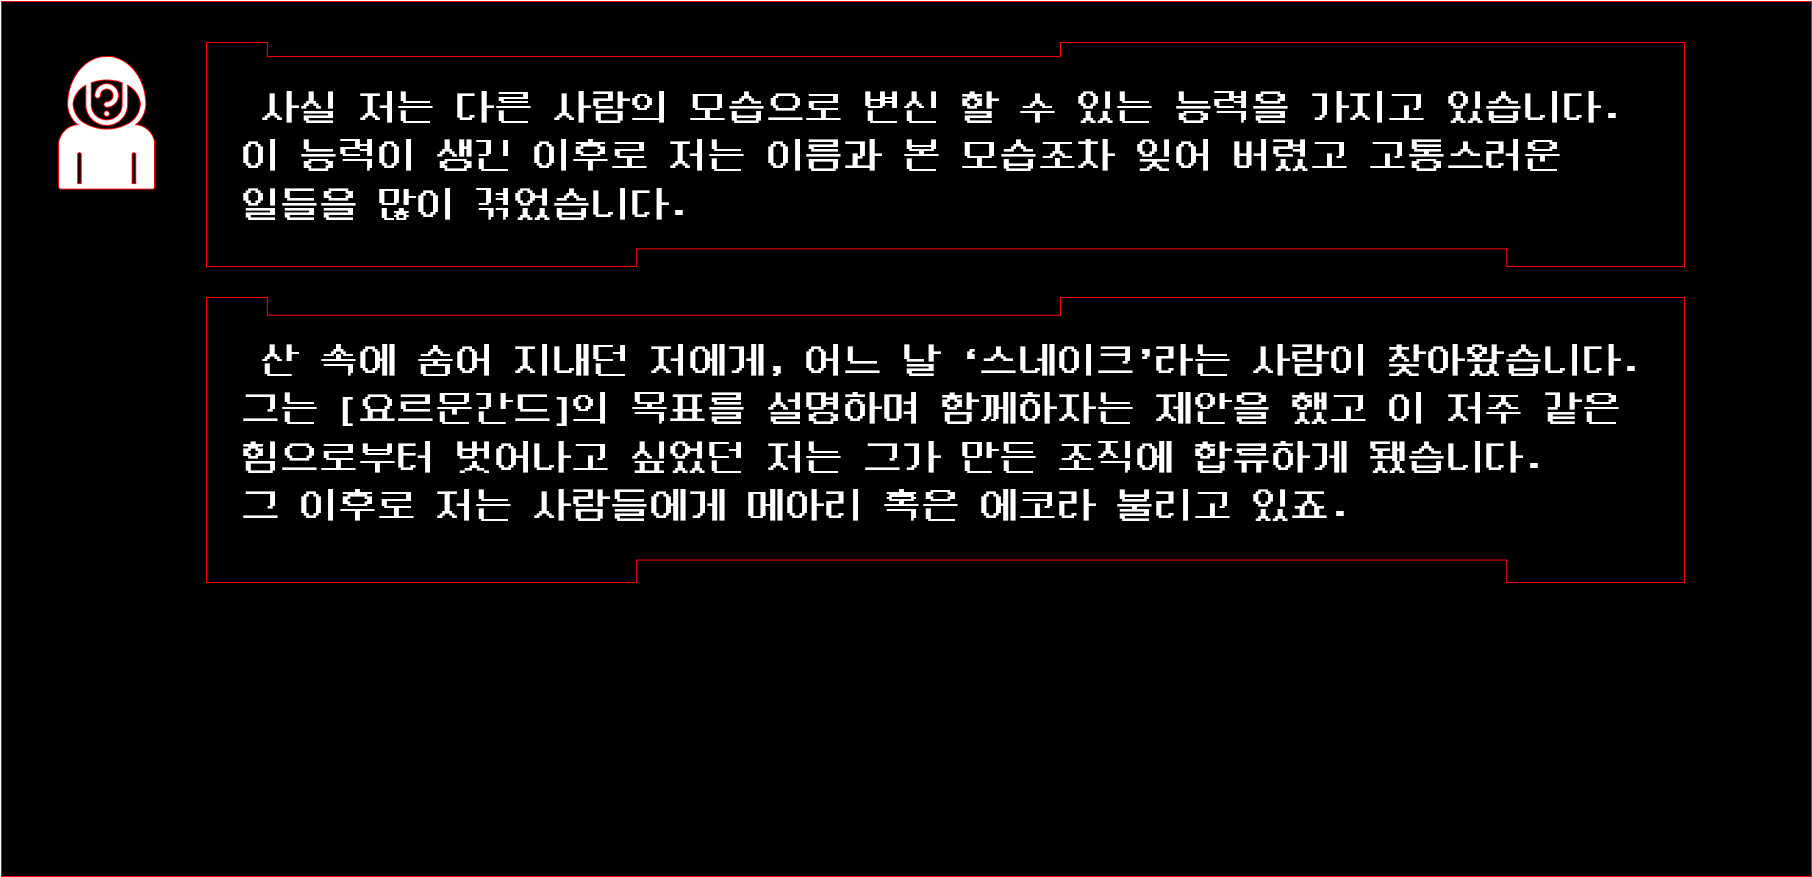 사실 저는 다른 사람의 모습으로 변신 할 수 있는 능력을 가지고 있습니다.
이 능력이 생긴 이후로 저는 이름과 본 모습조차 잊어 버렸고 고통스러운
일들을 많이 겪었습니다.
산 속에 숨어 지내던 저에게, 어느 날 ‘스네이크’라는 사람이 찾아왔습니다.
그는 [요르문간드]의 목표를 설명하며 함께하자는 제안을 했고 이 저주 같은
힘으로부터 벗어나고 싶었던 저는 그가 만든 조직에 합류하게 됐습니다.
그 이후로 저는 사람들에게 메아리 혹은 에코라 불리고 있죠.